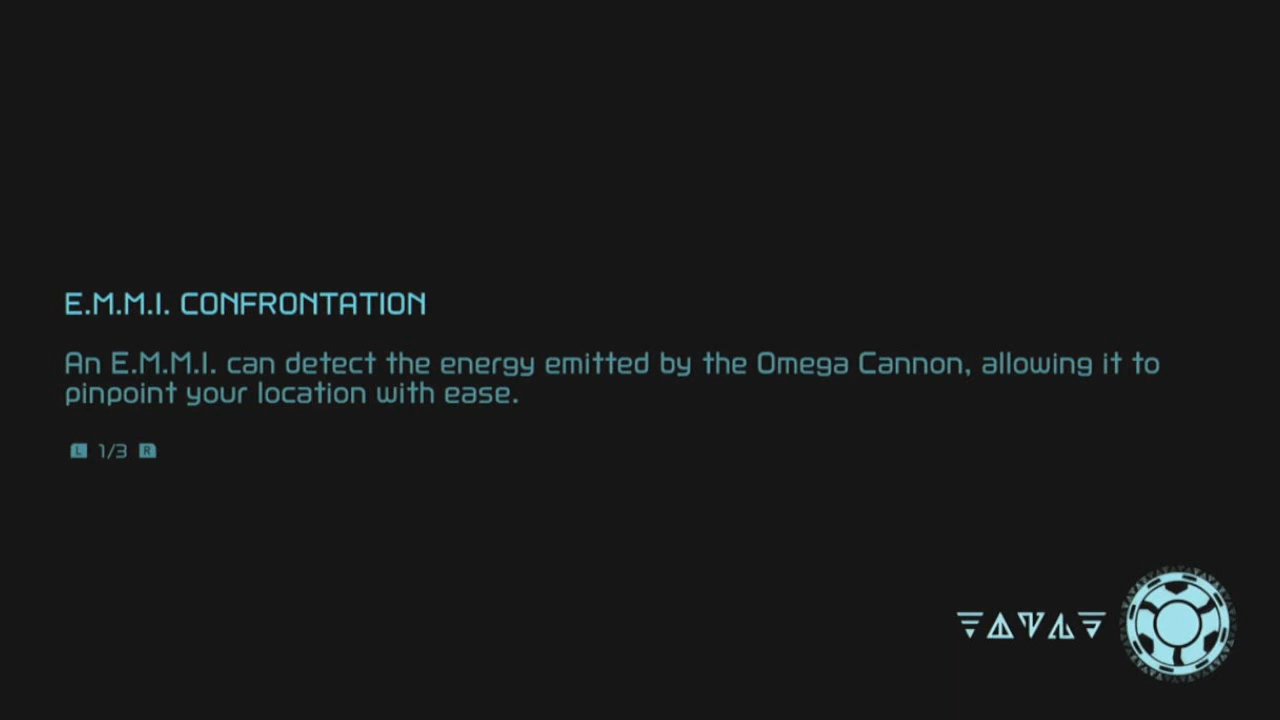 E.M.M.I. CONFRONTATION
An E.M.M.I. can detect the energy emitted by the Omega Cannon, allowing it to
pinpoint your location with ease.
L 1/3 R